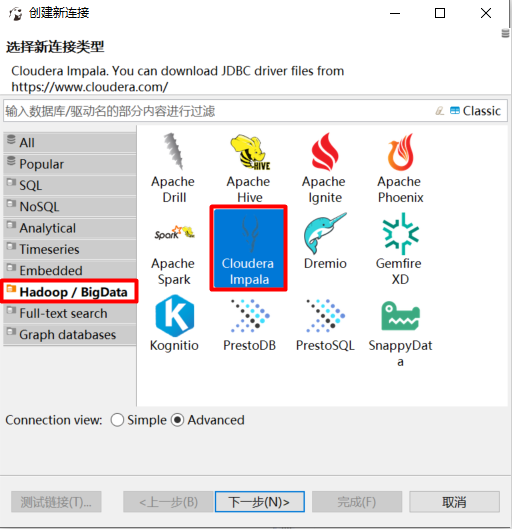 创建新连接
选择新连接类型
Cloudera Impala. You can download JDBC driver files from
https://www.cloudera.com/
输入数据库/驱动名的部分内容进行过滤
Classic
All
Popular
SQL
NoSQL
Analytical
Timeseries
Embedded
Hadoop / BigData
Full-text search
Graph databases
Apache
Drill
Apache
Hive
Apache
Ignite
Apache
Phoenix
Apache
Spark
Cloudera
Impala
Dremio
Gemfire
XD
Kognitio
PrestoDB
PrestoSQL
SnappyDat
a
Connection view: Simple Advanced
测试链接(T)... <上一步(B) 下一步(N)> 完成(F) 取消